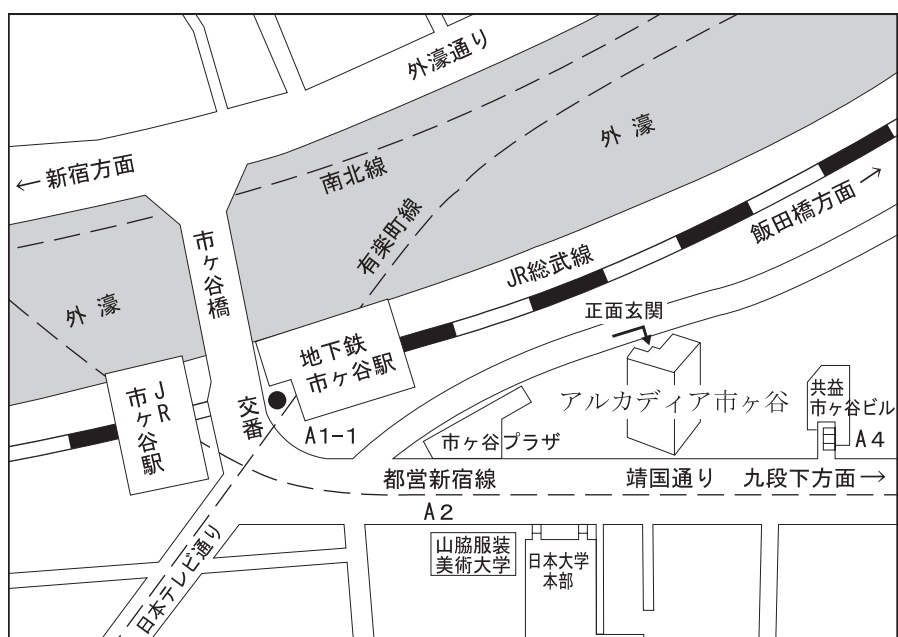 外濠通り
外濠
←新宿方面
南北線
有楽町線
飯田橋方面→
市ヶ谷橋
JR総武線
外濠
正面玄関
地下鉄
市ヶ谷駅
JR
市ヶ谷駅
交番
アルカディア市ヶ谷
共益
市ヶ谷ビル
A1-1
市ヶ谷プラザ
A4
都営新宿線
靖国通り
九段下方面→
A2
山脇服装
美術大学
日本大学
本部
日本テレビ通り